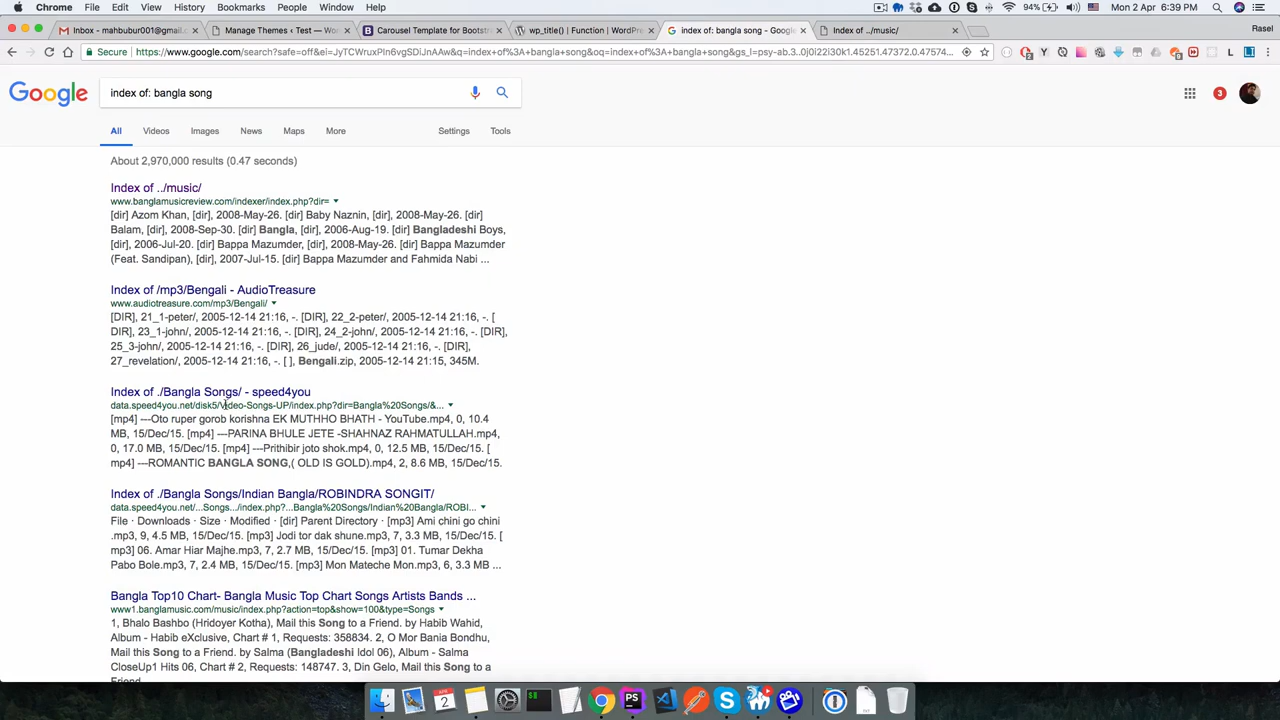 Chrome File Edit View History Bookmarks People Window Help 94% Mon 2 Apr 6:39 PM
Inbox - mahbubur001@gmail.c Manage Themes ‹ Test — W Carousel Template for Bootstr wp_title() | Function | WordPre index of: bangla song - Google Index of ../music/ Rasel
Secure https://www.google.com/search?safe=off&ei=JyTCWruxPIn6vgSDiJnAAw&q=index+of%3A+bangla+song&oq=index+of%3A+bangla+song&gs_l=psy-ab.3..0j0i22i30k1.45251.47372.0.47574...
Google index of: bangla song 3
All Videos Images News Maps More Settings Tools
About 2,970,000 results (0.47 seconds)
Index of ../music/
www.banglamusicreview.com/indexer/index.php?dir=
[dir] Azom Khan, [dir], 2008-May-26. [dir] Baby Naznin, [dir], 2008-May-26. [dir]
Balam, [dir], 2008-Sep-30. [dir] Bangla, [dir], 2006-Aug-19. [dir] Bangladeshi Boys,
[dir], 2006-Jul-20. [dir] Bappa Mazumder, [dir], 2008-May-26. [dir] Bappa Mazumder
(Feat. Sandipan), [dir], 2007-Jul-15. [dir] Bappa Mazumder and Fahmida Nabi ...
Index of /mp3/Bengali - AudioTreasure
www.audiotreasure.com/mp3/Bengali/
[DIR], 21_1-peter/, 2005-12-14 21:16, -. [DIR], 22_2-peter/, 2005-12-14 21:16, -. [
DIR], 23_1-john/, 2005-12-14 21:16, -. [DIR], 24_2-john/, 2005-12-14 21:16, -. [DIR],
25_3-john/, 2005-12-14 21:16, -. [DIR], 26_jude/, 2005-12-14 21:16, -. [DIR],
27_revelation/, 2005-12-14 21:16, -. [ ], Bengali.zip, 2005-12-14 21:15, 345M.
Index of ./Bangla Songs/ - speed4you
data.speed4you.net/disk5/Video-Songs-UP/index.php?dir=Bangla%20Songs/&...
[mp4] ---Oto ruper gorob korishna EK MUTHHO BHATH - YouTube.mp4, 0, 10.4
MB, 15/Dec/15. [mp4] ---PARINA BHULE JETE -SHAHNAZ RAHMATULLAH.mp4,
0, 17.0 MB, 15/Dec/15. [mp4] ---Prithibir joto shok.mp4, 0, 12.5 MB, 15/Dec/15. [
mp4] ---ROMANTIC BANGLA SONG,( OLD IS GOLD).mp4, 2, 8.6 MB, 15/Dec/15.
Index of ./Bangla Songs/Indian Bangla/ROBINDRA SONGIT/
data.speed4you.net/...Songs.../index.php?...Bangla%20Songs/Indian%20Bangla/ROBI...
File · Downloads · Size · Modified · [dir] Parent Directory · [mp3] Ami chini go chini
.mp3, 9, 4.5 MB, 15/Dec/15. [mp3] Jodi tor dak shune.mp3, 7, 3.3 MB, 15/Dec/15. [
mp3] 06. Amar Hiar Majhe.mp3, 7, 2.7 MB, 15/Dec/15. [mp3] 01. Tumar Dekha
Pabo Bole.mp3, 7, 2.4 MB, 15/Dec/15. [mp3] Mon Mateche Mon.mp3, 6, 3.3 MB ...
Bangla Top10 Chart- Bangla Music Top Chart Songs Artists Bands ...
www1.banglamusic.com/music/index.php?action=top&show=100&type=Songs
1, Bhalo Bashbo (Hridoyer Kotha), Mail this Song to a Friend. by Habib Wahid,
Album - Habib eXclusive, Chart # 1, Requests: 358834. 2, O Mor Bania Bondhu,
Mail this Song to a Friend. by Salma (Bangladeshi Idol 06), Album - Salma
CloseUp1 Hits 06, Chart # 2, Requests: 148747. 3, Din Gelo, Mail this Song to a
Friend